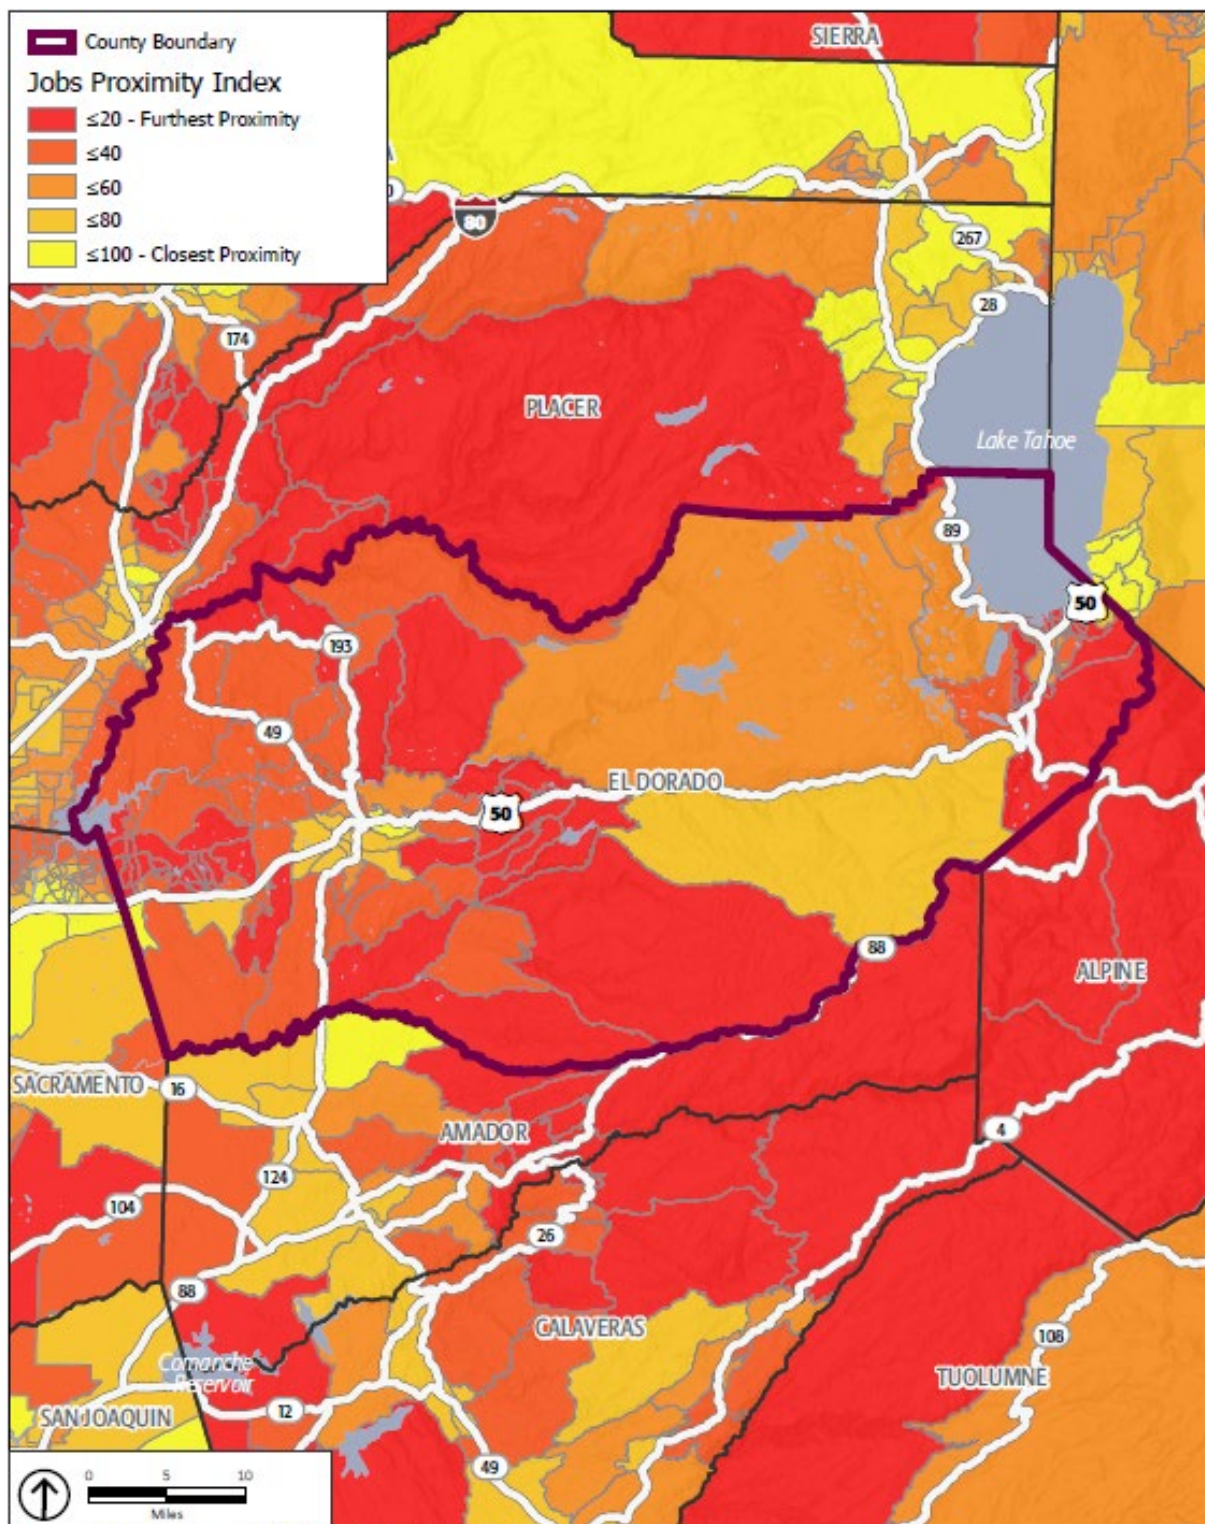 County Boundary
Jobs Proximity Index
≤20 - Furthest Proximity
≤40
≤60
≤80
≤100 - Closest Proximity
SIERRA
80
267
28
174
PLACER
Lake Tahoe
89
50
193
49
EL DORADO
50
88
ALPINE
SACRAMENTO
16
AMADOR
4
124
104
26
88
CALAVERAS
108
Comanche
Reservoir
TUOLUMNE
12
SAN JOAQUIN
49
0 5 10
Miles